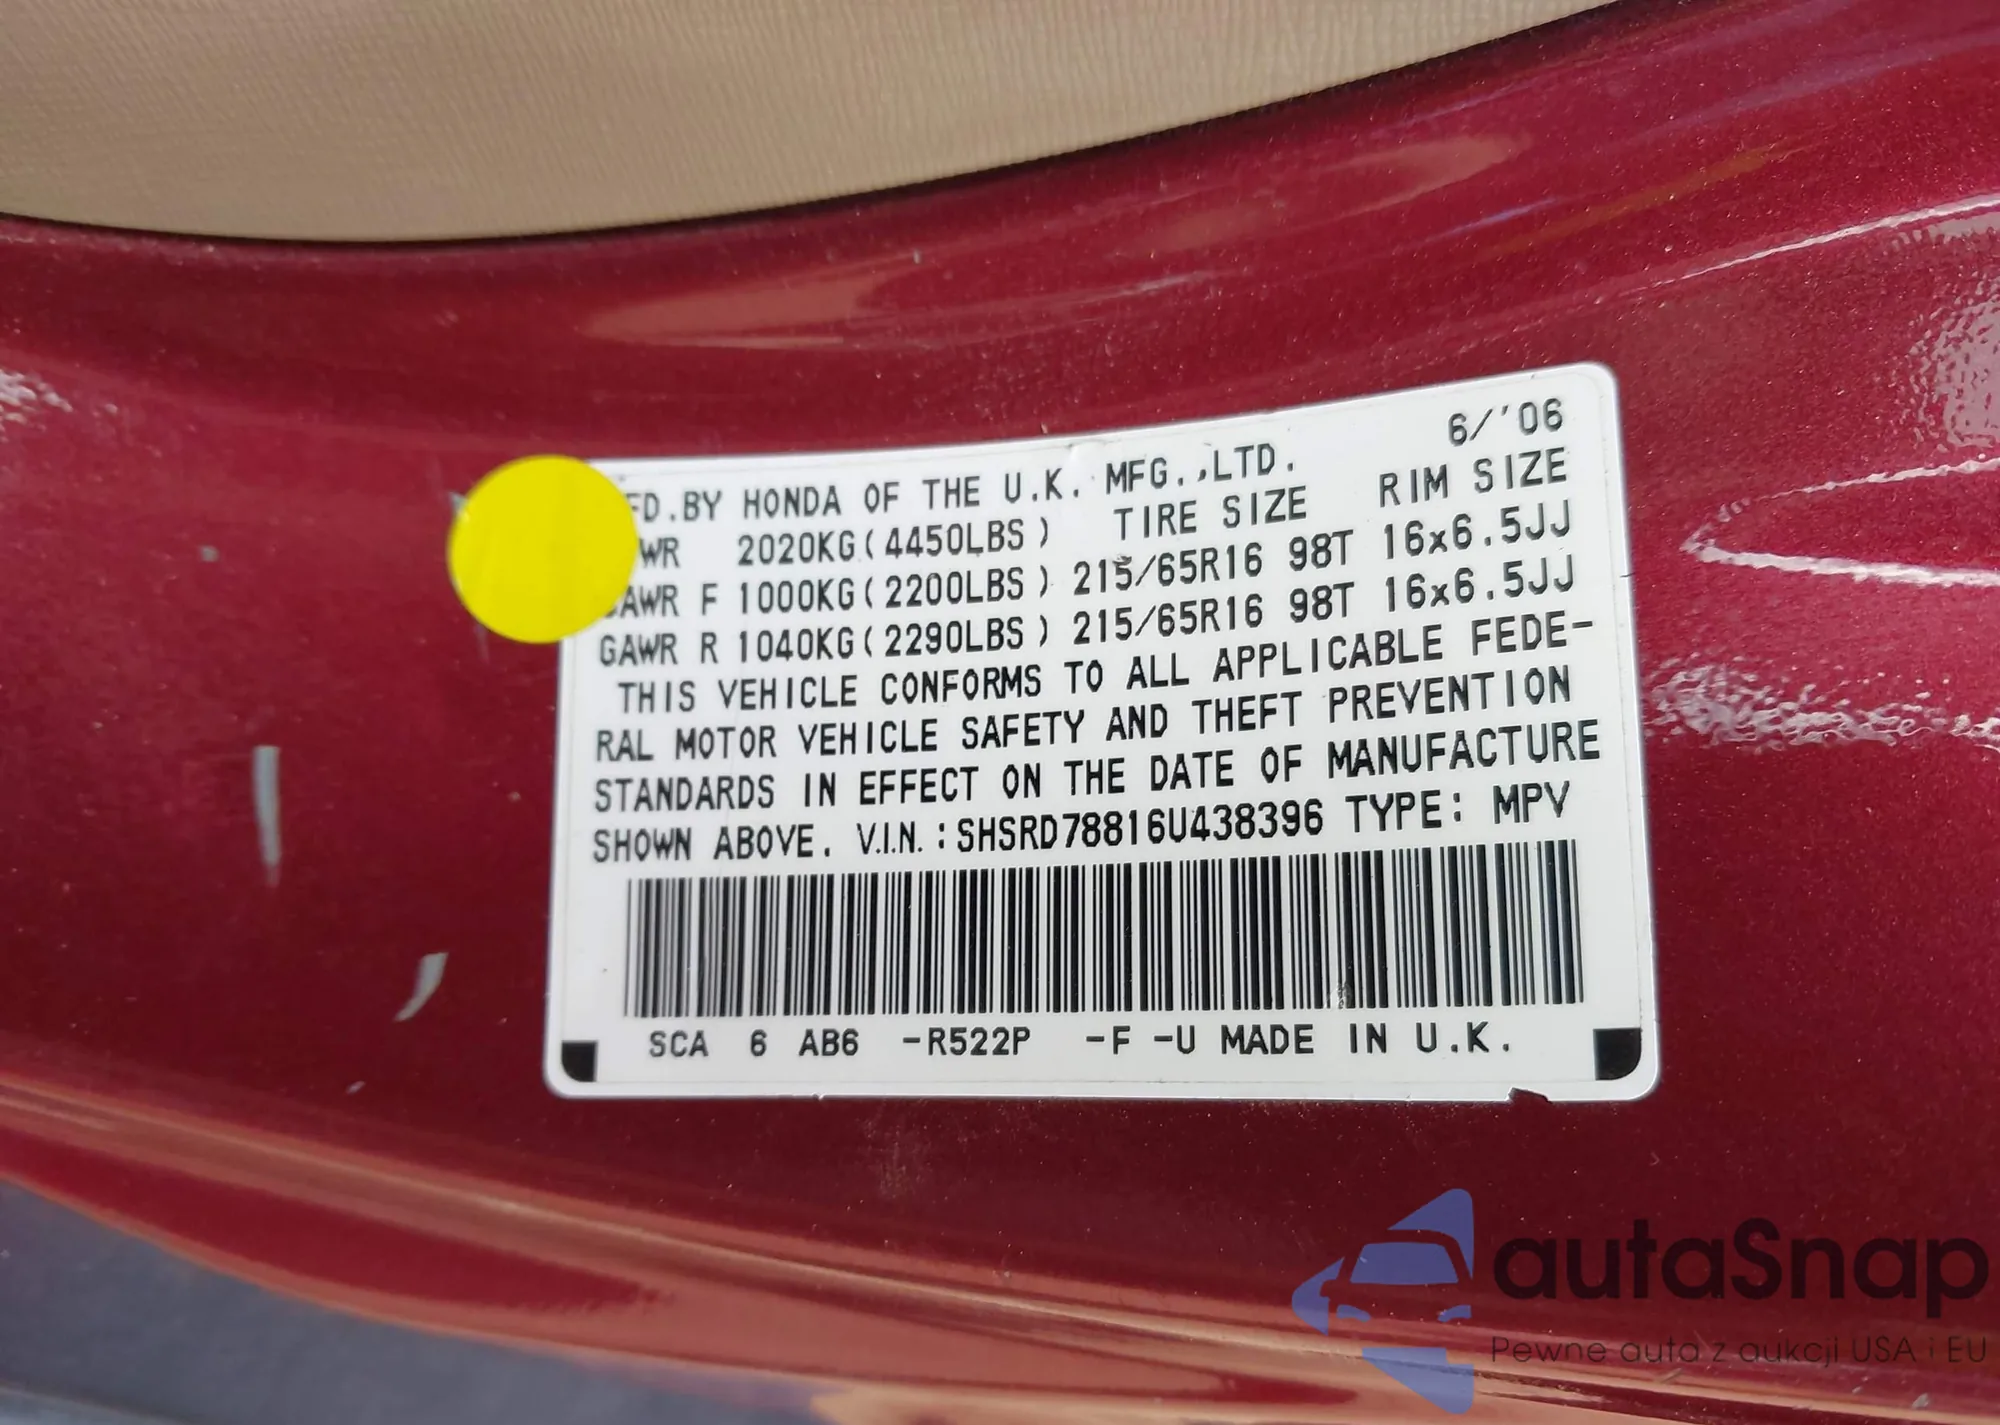 6/'06
FD.BY HONDA OF THE U.K. MFG.,LTD.
WR 2020KG(4450LBS) TIRE SIZE RIM SIZE
AWR F 1000KG(2200LBS) 215/65R16 98T 16x6.5JJ
GAWR R 1040KG(2290LBS) 215/65R16 98T 16x6.5JJ
THIS VEHICLE CONFORMS TO ALL APPLICABLE FEDE-
RAL MOTOR VEHICLE SAFETY AND THEFT PREVENTION
STANDARDS IN EFFECT ON THE DATE OF MANUFACTURE
SHOWN ABOVE. V.I.N.:SHSRD78816U438396 TYPE: MPV
SCA 6 AB6 -R522P -F -U MADE IN U.K.
autaSnap
Pewne auta z aukcji USA i EU